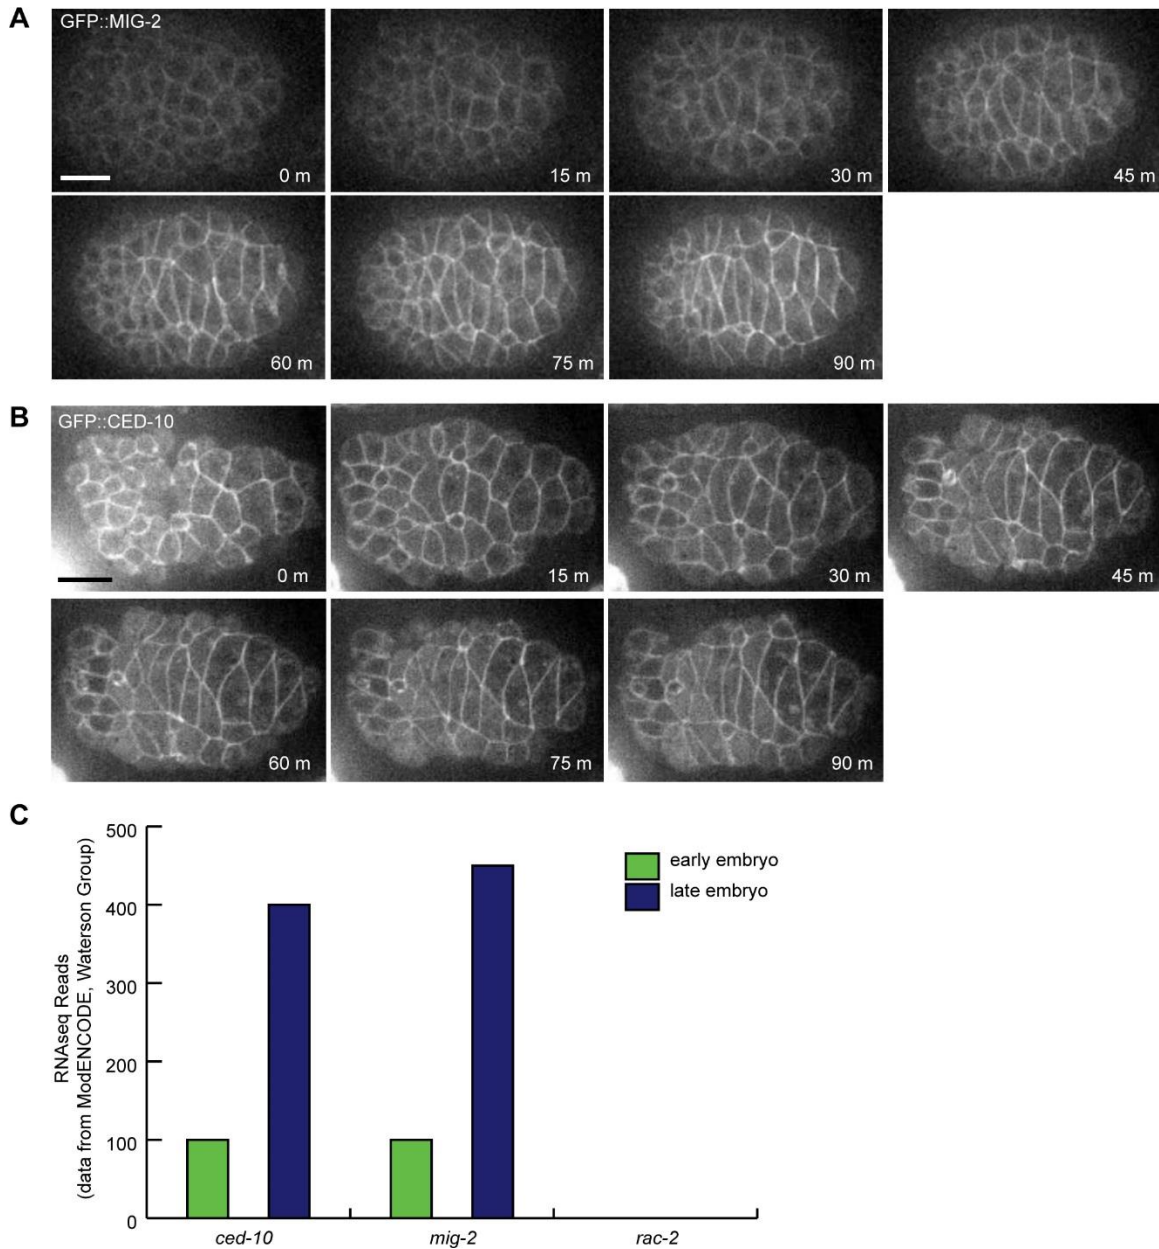 A
GFP::MIG-2
0 m
15 m
30 m
45 m
60 m
75 m
90 m
B
GFP::CED-10
0 m
15 m
30 m
45 m
60 m
75 m
90 m
C
RNAseq Reads
(data from ModENCODE, Waterson Group)
500
400
300
200
100
0
early embryo
late embryo
ced-10
mig-2
rac-2